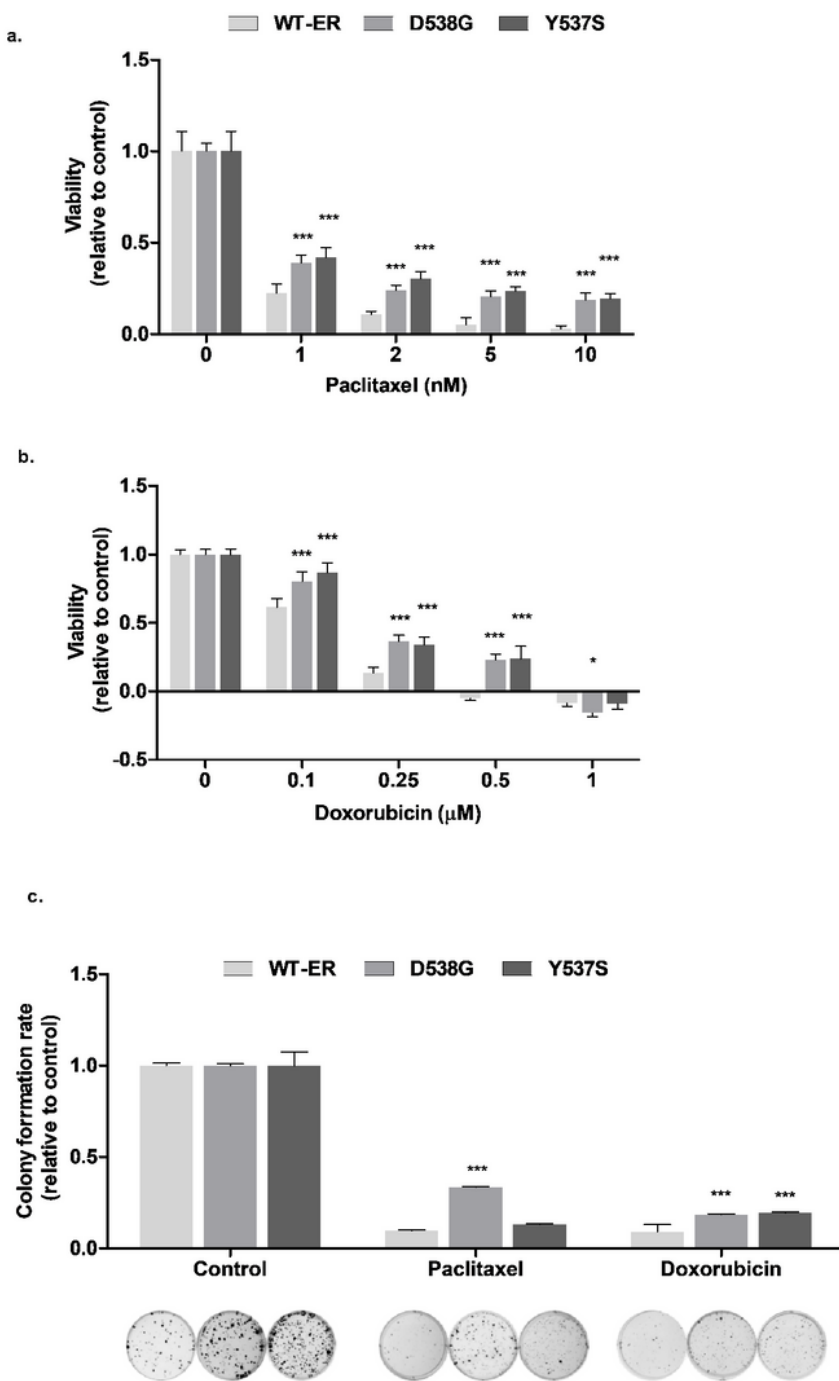 WT-ER D538G Y537S
a.
1.5
1.0
0.5
0.0
Viability
(relative to control)
*** *** *** *** *** *** *** ***
0 1 2 5 10
Paclitaxel (nM)
b.
1.5
1.0
0.5
0.0
-0.5
Viability
(relative to control)
*** *** *** *** *** *** *
0 0.1 0.25 0.5 1
Doxorubicin (μM)
c.
WT-ER D538G Y537S
1.5
1.0
0.5
0.0
Colony forrmation rate
(relative to control)
*** *** ***
Control Paclitaxel Doxorubicin